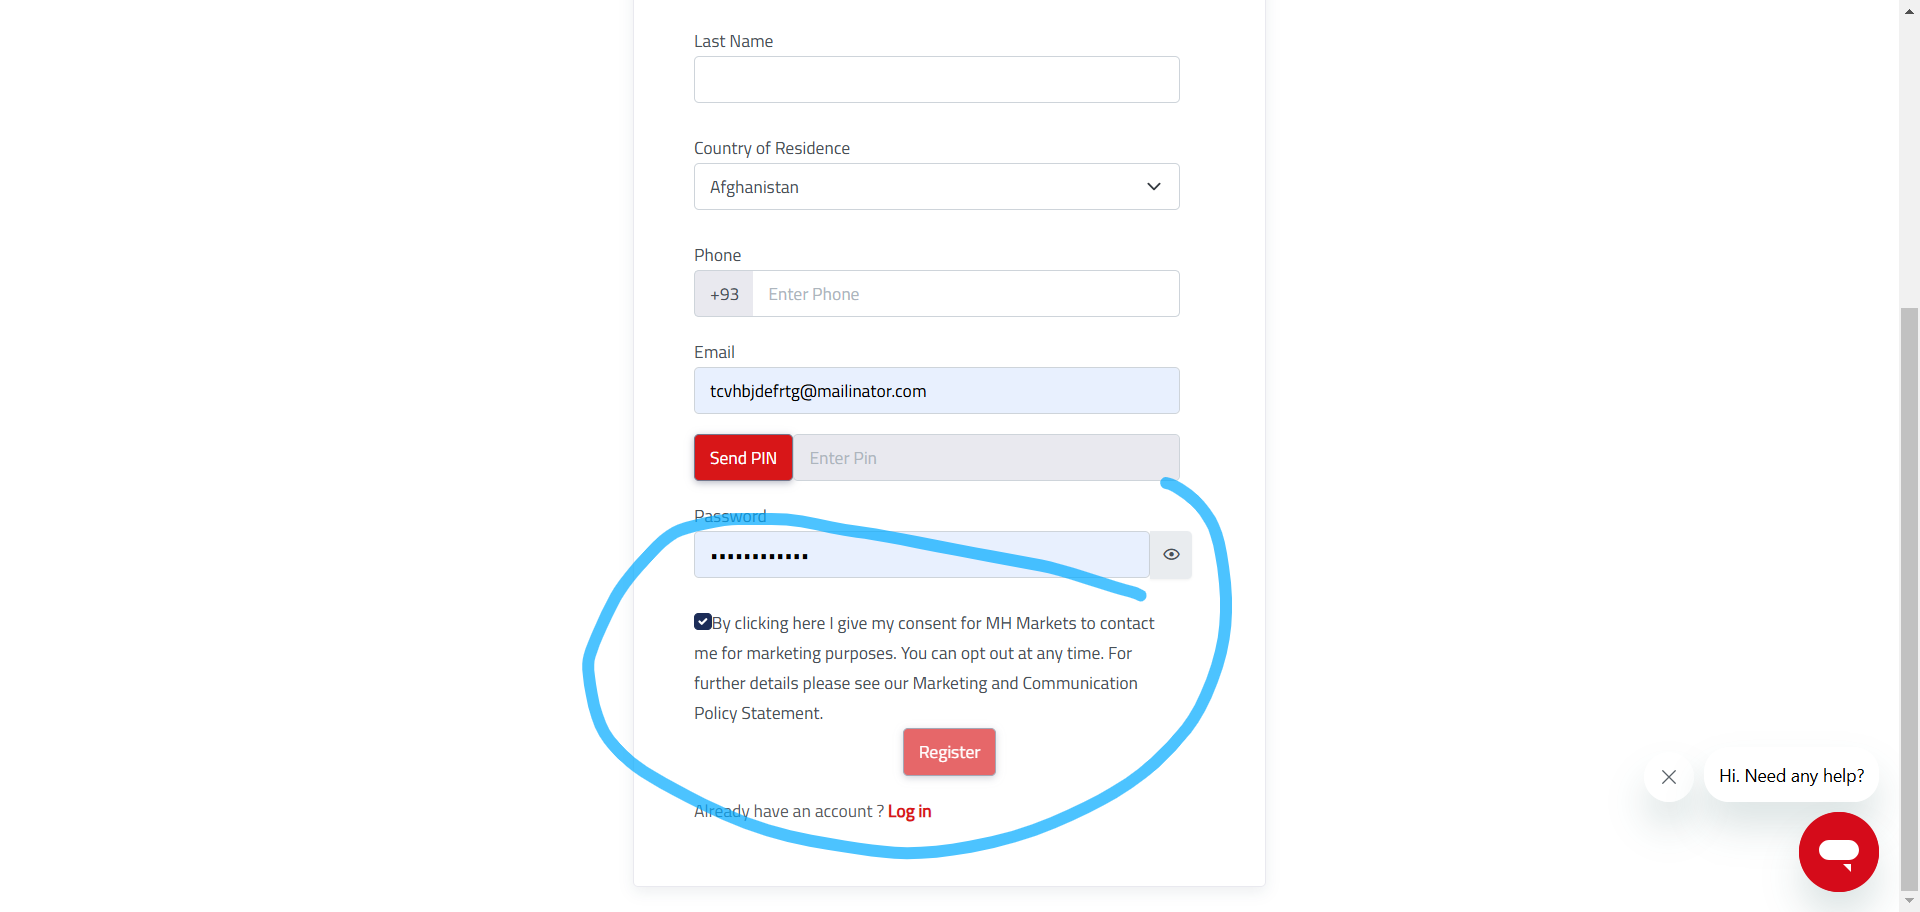 Last Name
Country of Residence
Afghanistan
Phone
+93
Enter Phone
Email
tcvhbjdefrtg@mailinator.com
Send PIN
Enter Pin
Password
By clicking here I give my consent for MH Markets to contact
me for marketing purposes. You can opt out at any time. For
further details please see our Marketing and Communication
Policy Statement.
Register
Already have an account ? Log in
Hi. Need any help?